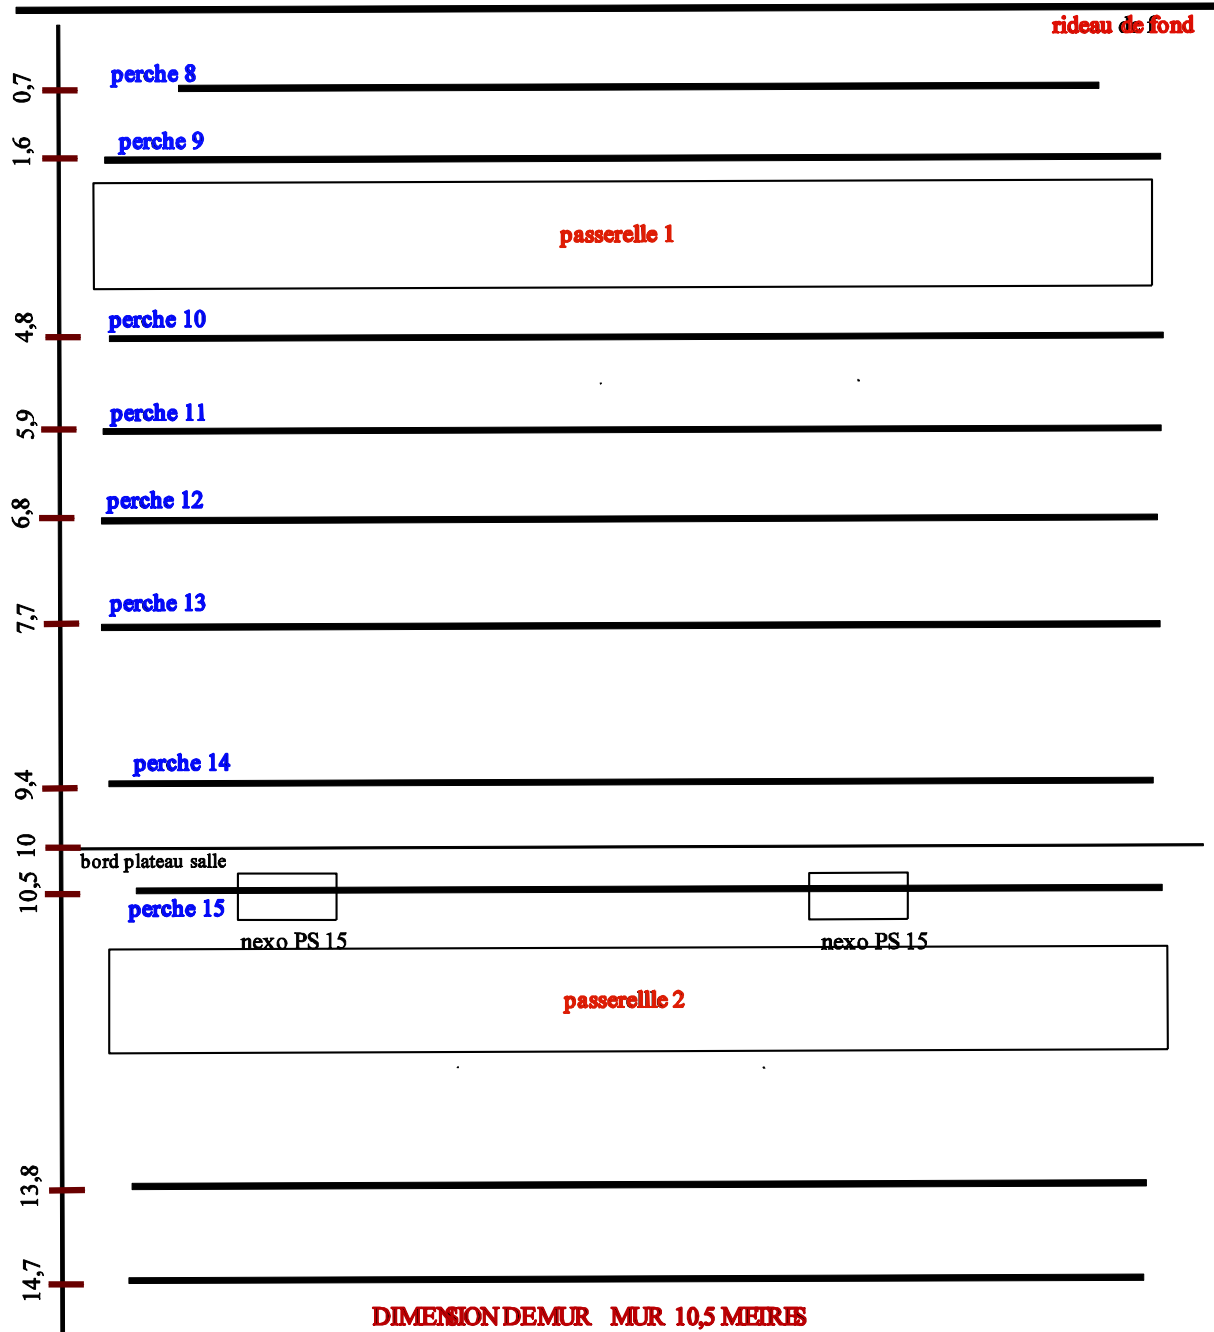 rideau de fond
0,7
perche 8
1,6
perche 9
passerelle 1
4,8
perche 10
5,9
perche 11
6,8
perche 12
7,7
perche 13
9,4
perche 14
10
bord plateau salle
10,5
perche 15
nexo PS 15
nexo PS 15
passereillle 2
13,8
14,7
DIMENSION DE MUR MUR 10,5 METRES